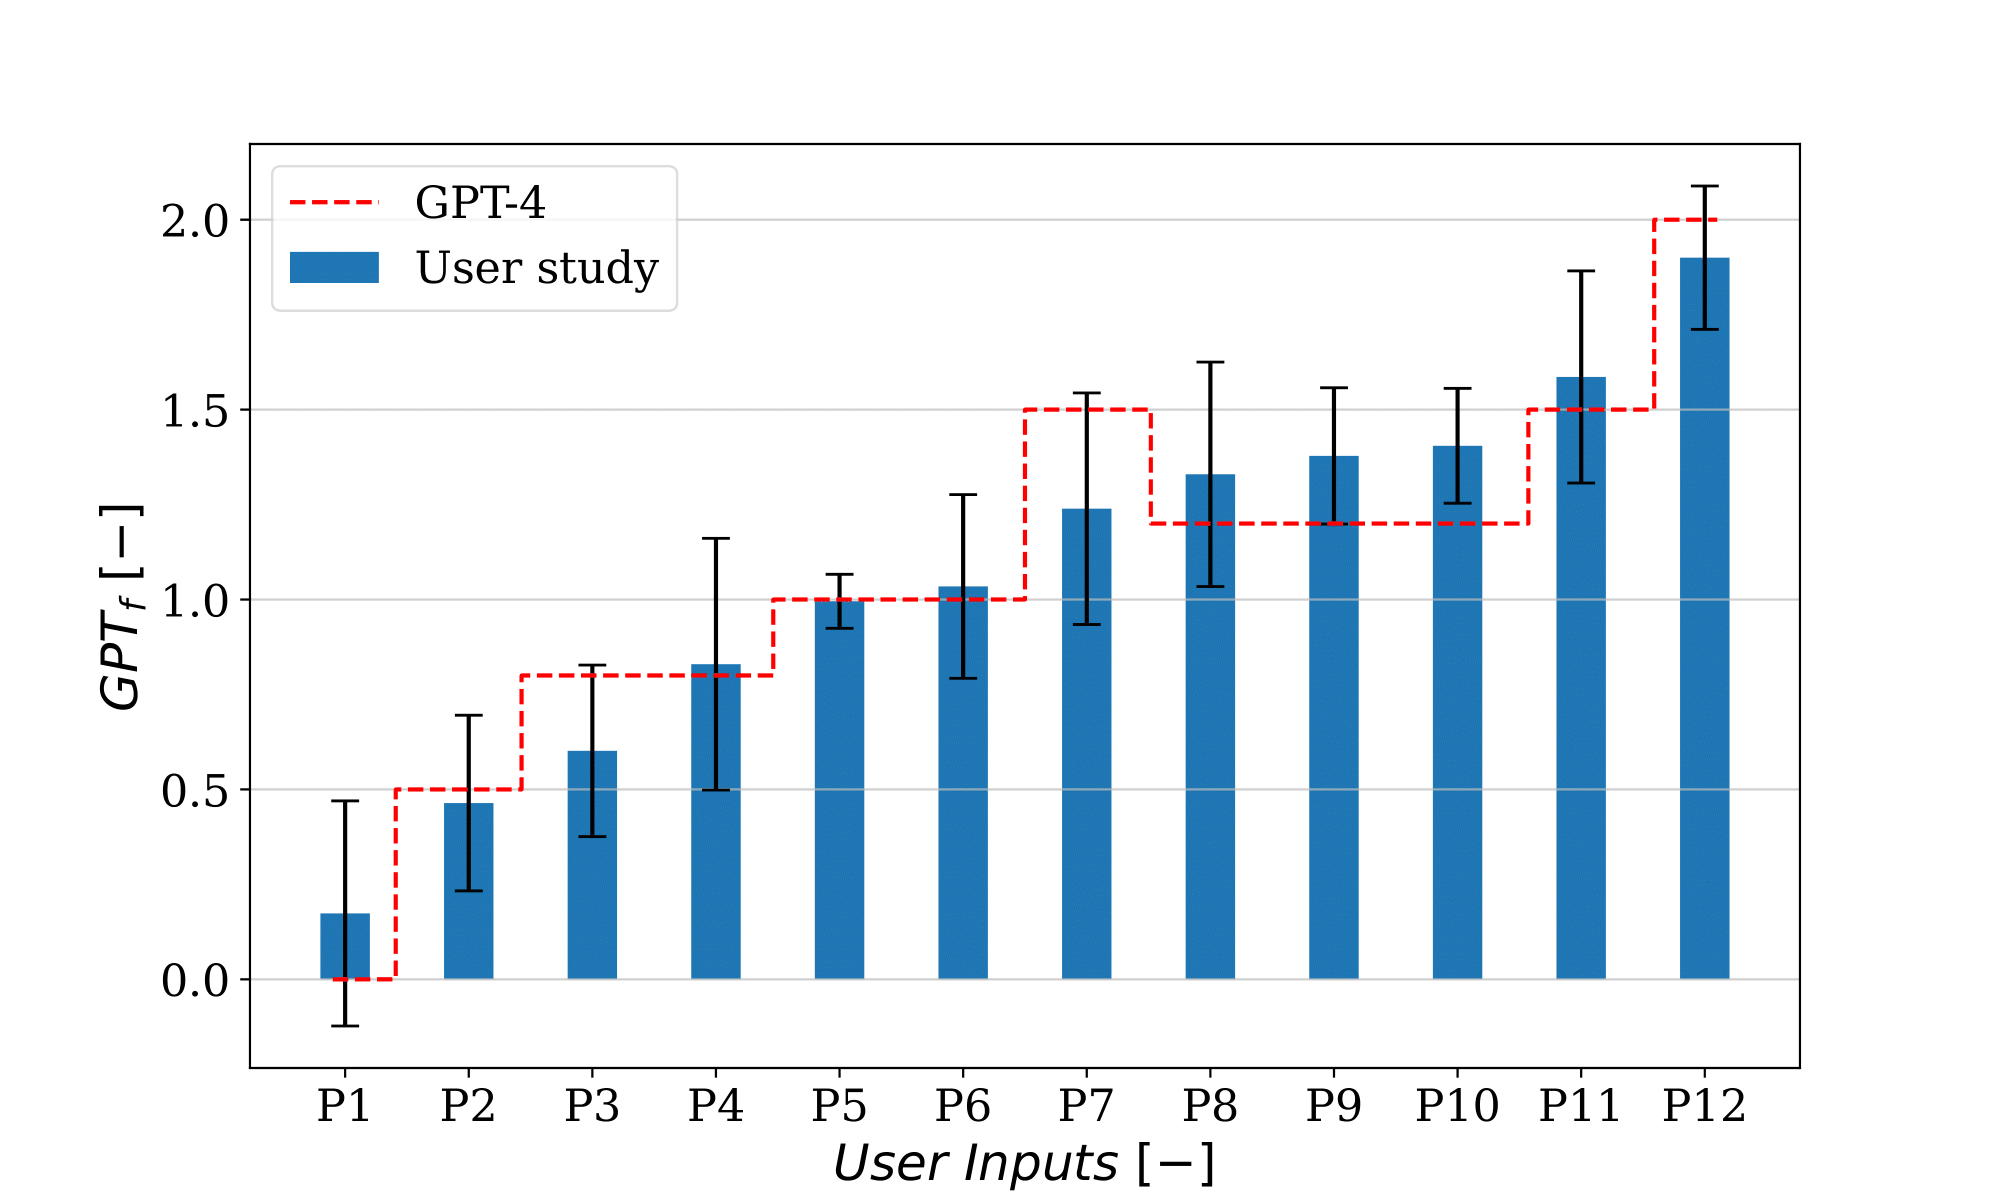 GPT-4
User study
2.0
1.5
1.0
0.5
0.0
GPT_f [−]
P1 P2 P3 P4 P5 P6 P7 P8 P9 P10 P11 P12
User Inputs [−]